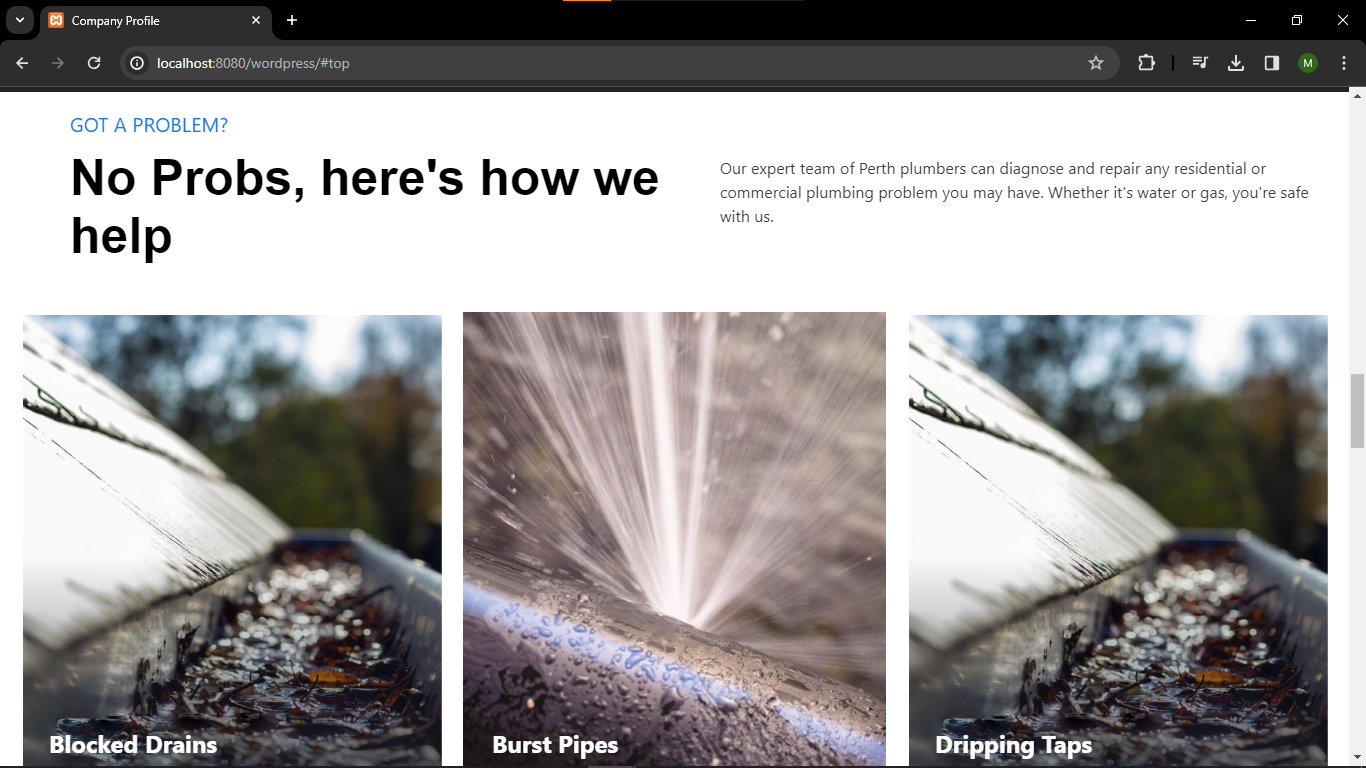 Company Profile
localhost:8080/wordpress/#top
M
GOT A PROBLEM?
No Probs, here's how we
help
Our expert team of Perth plumbers can diagnose and repair any residential or
commercial plumbing problem you may have. Whether it's water or gas, you're safe
with us.
Blocked Drains
Burst Pipes
Dripping Taps